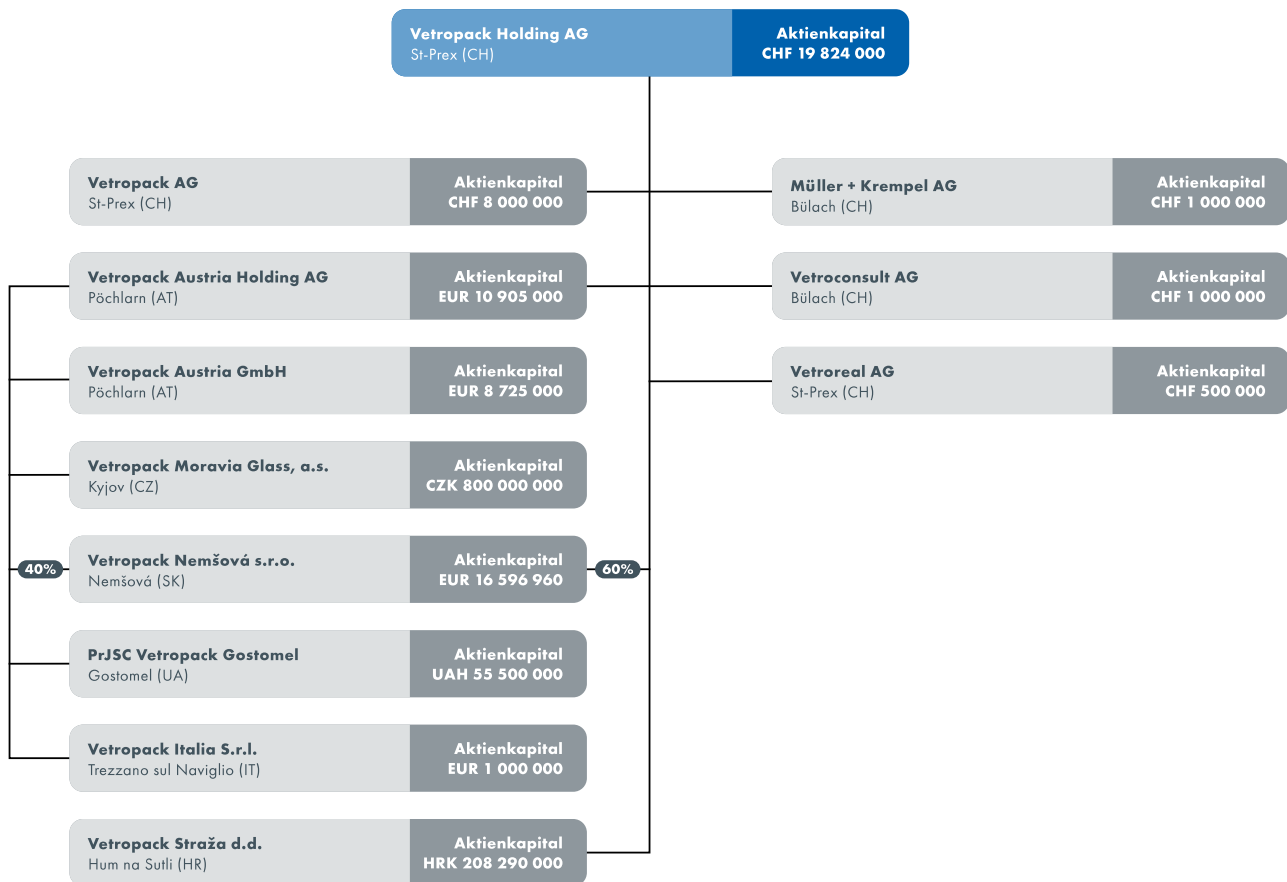 Vetropack Holding AG
St-Prex (CH)
Aktienkapital
CHF 19 824 000
Vetropack AG
St-Prex (CH)
Aktienkapital
CHF 8 000 000
Müller + Krempel AG
Bülach (CH)
Aktienkapital
CHF 1 000 000
Vetropack Austria Holding AG
Pöchlarn (AT)
Aktienkapital
EUR 10 905 000
Vetroconsult AG
Bülach (CH)
Aktienkapital
CHF 1 000 000
Vetropack Austria GmbH
Pöchlarn (AT)
Aktienkapital
EUR 8 725 000
Vetroreal AG
St-Prex (CH)
Aktienkapital
CHF 500 000
Vetropack Moravia Glass, a.s.
Kyjov (CZ)
Aktienkapital
CZK 800 000 000
40%
Vetropack Nemšová s.r.o.
Nemšová (SK)
Aktienkapital
EUR 16 596 960
60%
PrJSC Vetropack Gostomel
Gostomel (UA)
Aktienkapital
UAH 55 500 000
Vetropack Italia S.r.l.
Trezzano sul Naviglio (IT)
Aktienkapital
EUR 1 000 000
Vetropack Straža d.d.
Hum na Sutli (HR)
Aktienkapital
HRK 208 290 000